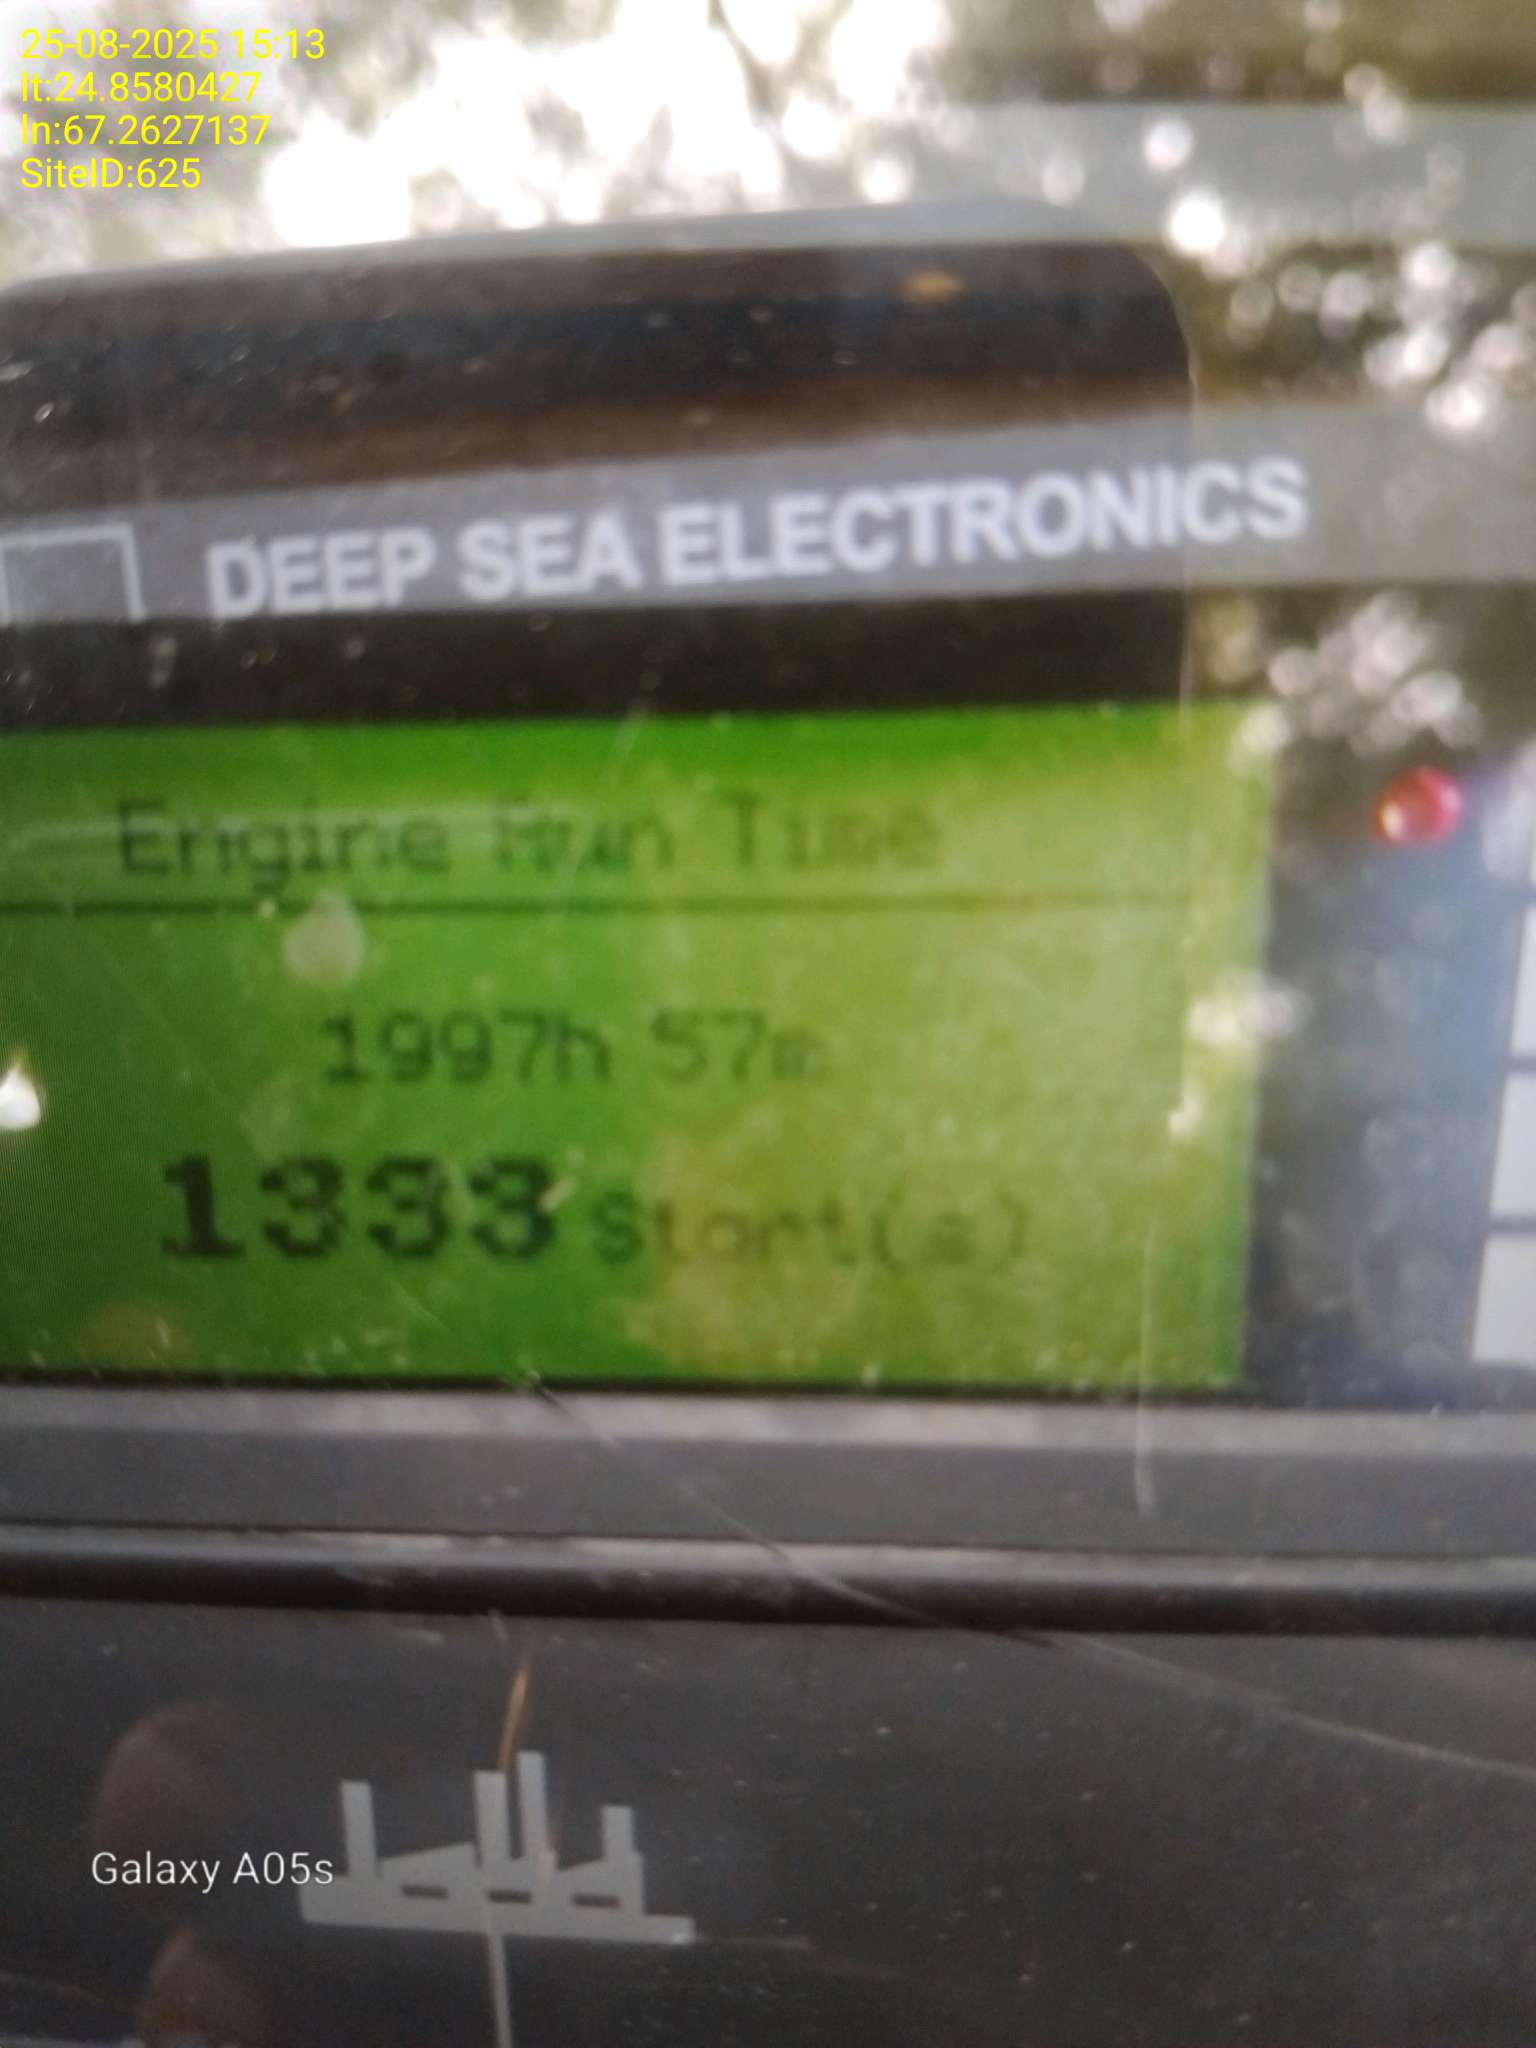 25-08-2025 15:13
lt:24.8580427
ln:67.2627137
SiteID:625
DEEP SEA ELECTRONICS
Engine Run Time
1997h 57m
1333 Start(s)
Galaxy A05s